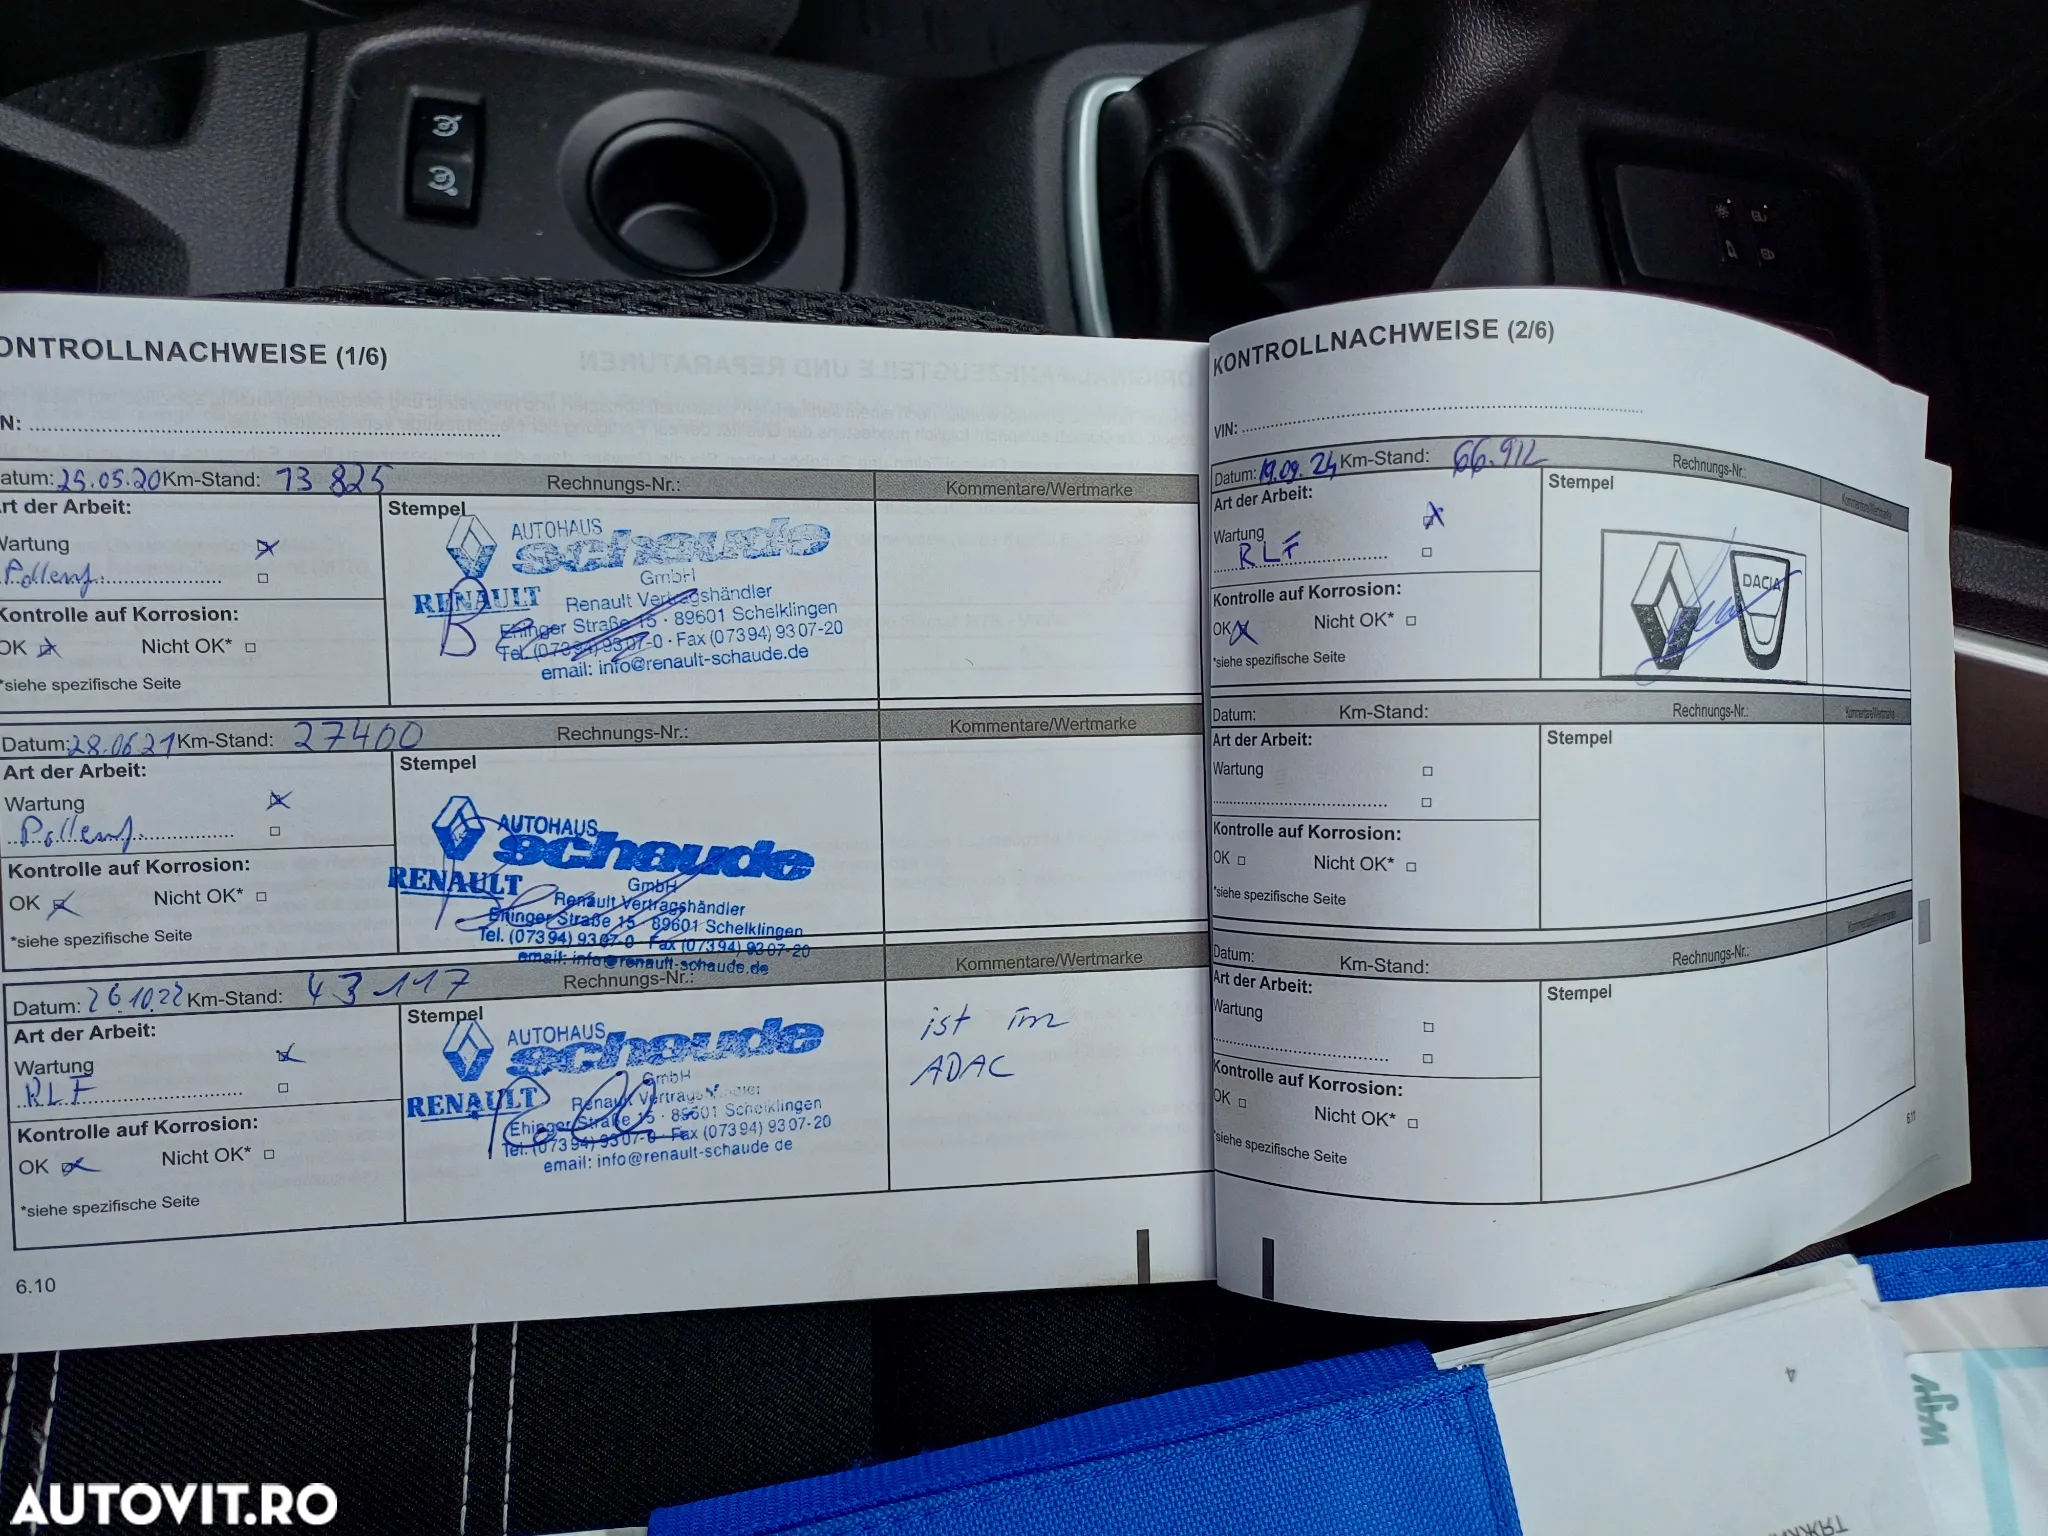 KONTROLLNACHWEISE (1/6)
VIN:
Datum: 25.05.20 Km-Stand: 13 825 Rechnungs-Nr.: Kommentare/Wertmarke
Art der Arbeit:
Stempel
Wartung
Pollenf.
Kontrolle auf Korrosion:
OK Nicht OK*
*siehe spezifische Seite
AUTOHAUS
schaude
GmbH
RENAULT Renault Vertragshändler
Ehinger Straße 15 · 89601 Schelklingen
Tel. (07394) 9307-0 · Fax (07394) 9307-20
email: info@renault-schaude.de
Datum: 28.06.21 Km-Stand: 27400 Rechnungs-Nr.: Kommentare/Wertmarke
Art der Arbeit:
Stempel
Wartung
Pollenf.
Kontrolle auf Korrosion:
OK Nicht OK*
*siehe spezifische Seite
AUTOHAUS
schaude
GmbH
RENAULT Renault Vertragshändler
Ehinger Straße 15 · 89601 Schelklingen
Tel. (07394) 9307-0 · Fax (07394) 9307-20
email: info@renault-schaude.de
Datum: 26.10.22 Km-Stand: 43 117 Rechnungs-Nr.: Kommentare/Wertmarke
Art der Arbeit:
Stempel
Wartung
RLF
Kontrolle auf Korrosion:
OK Nicht OK*
*siehe spezifische Seite
AUTOHAUS
schaude
GmbH
RENAULT Renault Vertragshändler
Ehinger Straße 15 · 89601 Schelklingen
Tel. (07394) 9307-0 · Fax (07394) 9307-20
email: info@renault-schaude de
ist im
ADAC
6.10
KONTROLLNACHWEISE (2/6)
VIN:
Datum: 19.09.24 Km-Stand: 66.912 Rechnungs-Nr.: Kommentare/Wertmarke
Art der Arbeit:
Stempel
Wartung
RLF
Kontrolle auf Korrosion:
OK Nicht OK*
*siehe spezifische Seite
DACIA
Datum: Km-Stand: Rechnungs-Nr.: Kommentare/Wertmarke
Art der Arbeit:
Stempel
Wartung
Kontrolle auf Korrosion:
OK Nicht OK*
*siehe spezifische Seite
Datum: Km-Stand: Rechnungs-Nr.: Kommentare/Wertmarke
Art der Arbeit:
Stempel
Wartung
Kontrolle auf Korrosion:
OK Nicht OK*
*siehe spezifische Seite
6.11
4
AUTOVIT.RO